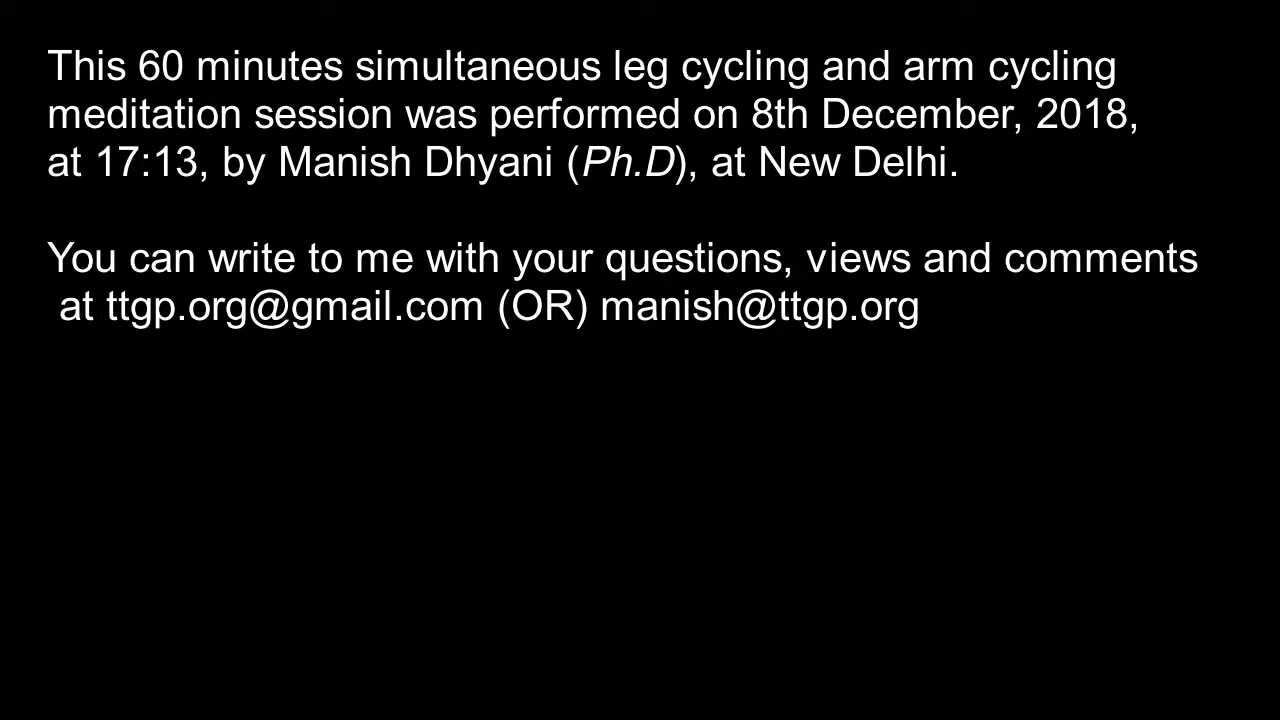 This 60 minutes simultaneous leg cycling and arm cycling
meditation session was performed on 8th December, 2018,
at 17:13, by Manish Dhyani (Ph.D), at New Delhi.
You can write to me with your questions, views and comments
at ttgp.org@gmail.com (OR) manish@ttgp.org